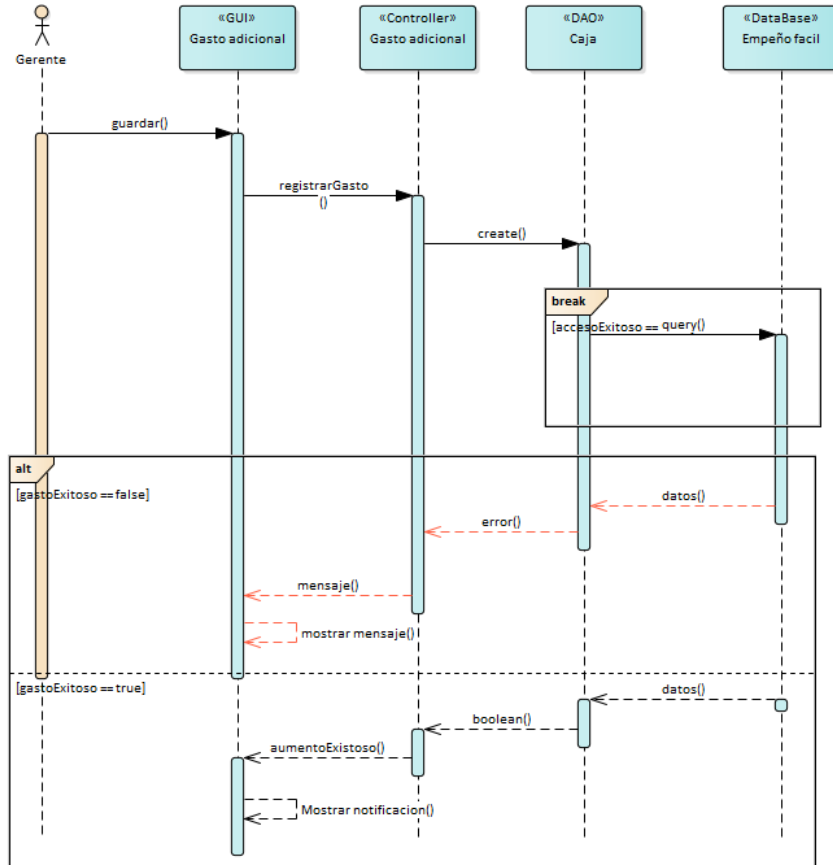 «GUI»
Gasto adicional
«Controller»
Gasto adicional
«DAO»
Caja
«DataBase»
Empeño facil
Gerente
guardar()
registrarGasto
()
create()
break
[accesoExitoso ==
query()
alt
[gastoExitoso ==false]
datos()
error()
mensaje()
mostrar mensaje()
[gastoExitoso ==true]
datos()
boolean()
aumentoExistoso()
Mostrar notificacion()